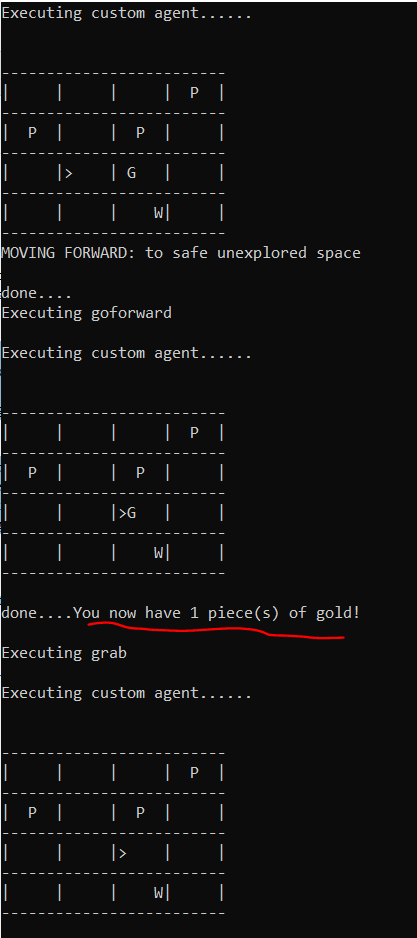 Executing custom agent......
-----------------------
|     |     |     |  P  |
-----------------------
|  P  |     |  P  |     |
-----------------------
|     |>    | G   |     |
-----------------------
|     |     |    W|     |
-----------------------
MOVING FORWARD: to safe unexplored space
done....
Executing goforward
Executing custom agent......
-----------------------
|     |     |     |  P  |
-----------------------
|  P  |     |  P  |     |
-----------------------
|     |     |>G   |     |
-----------------------
|     |     |    W|     |
-----------------------
done....You now have 1 piece(s) of gold!
Executing grab
Executing custom agent......
-----------------------
|     |     |     |  P  |
-----------------------
|  P  |     |  P  |     |
-----------------------
|     |     |>    |     |
-----------------------
|     |     |    W|     |
-----------------------